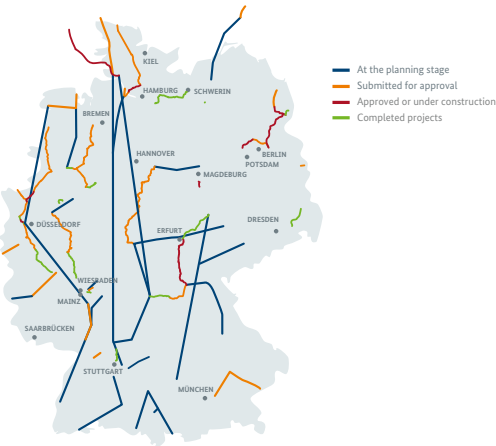 KIEL
HAMBURG
SCHWERIN
BREMEN
HANNOVER
BERLIN
POTSDAM
MAGDEBURG
DÜSSELDORF
ERFURT
DRESDEN
WIESBADEN
MAINZ
SAARBRÜCKEN
STUTTGART
MÜNCHEN
At the planning stage
Submitted for approval
Approved or under construction
Completed projects